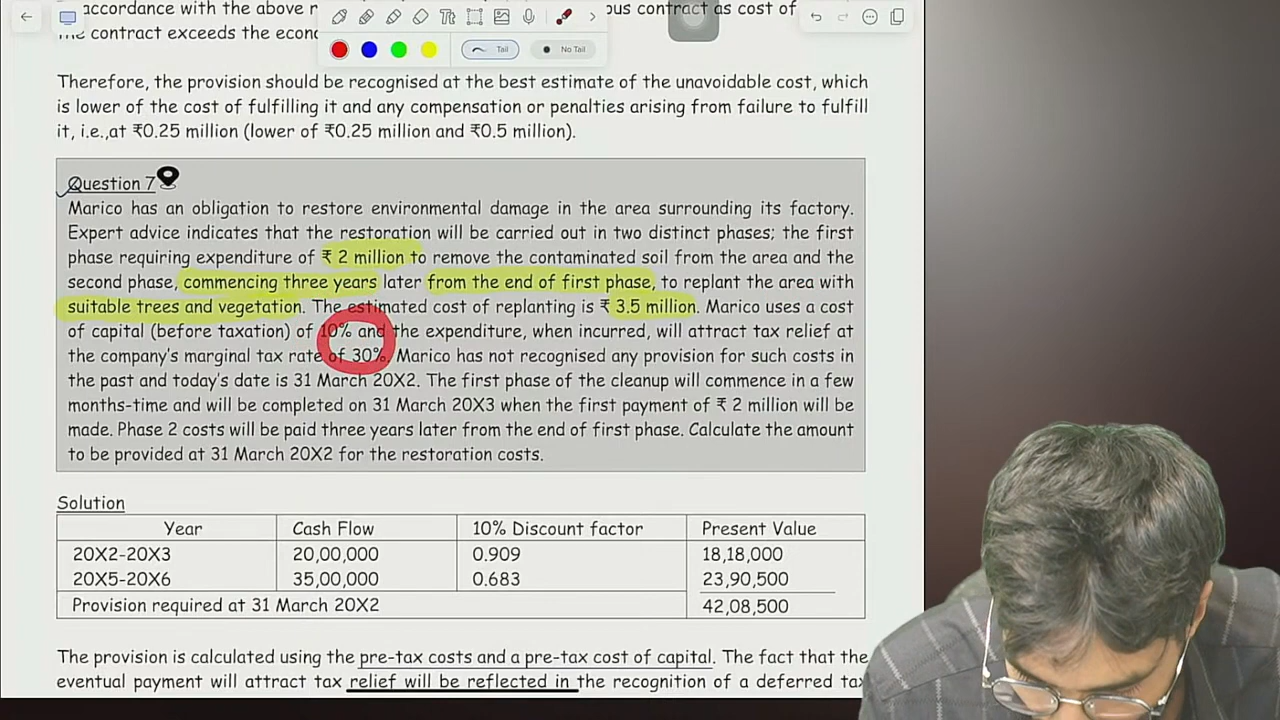 accordance with the above
ous contract as cost of
contract exceeds the
Tail
No Tail
Therefore, the provision should be recognised at the best estimate of the unavoidable cost, which
is lower of the cost of fulfilling it and any compensation or penalties arising from failure to fulfill
it, i.e.,at ₹0.25 million (lower of ₹0.25 million and ₹0.5 million).
Question 7
Marico has an obligation to restore environmental damage in the area surrounding its factory.
Expert advice indicates that the restoration will be carried out in two distinct phases; the first
phase requiring expenditure of ₹ 2 million to remove the contaminated soil from the area and the
second phase, commencing three years later from the end of first phase, to replant the area with
suitable trees and vegetation. The estimated cost of replanting is ₹ 3.5 million. Marico uses a cost
of capital (before taxation) of 10% and the expenditure, when incurred, will attract tax relief at
the company's marginal tax rate of 30%. Marico has not recognised any provision for such costs in
the past and today's date is 31 March 20X2. The first phase of the cleanup will commence in a few
months-time and will be completed on 31 March 20X3 when the first payment of ₹ 2 million will be
made. Phase 2 costs will be paid three years later from the end of first phase. Calculate the amount
to be provided at 31 March 20X2 for the restoration costs.
Solution
Year Cash Flow 10% Discount factor Present Value
20X2-20X3 20,00,000 0.909 18,18,000
20X5-20X6 35,00,000 0.683 23,90,500
Provision required at 31 March 20X2 42,08,500
The provision is calculated using the pre-tax costs and a pre-tax cost of capital. The fact that the
eventual payment will attract tax relief will be reflected in the recognition of a deferred tax